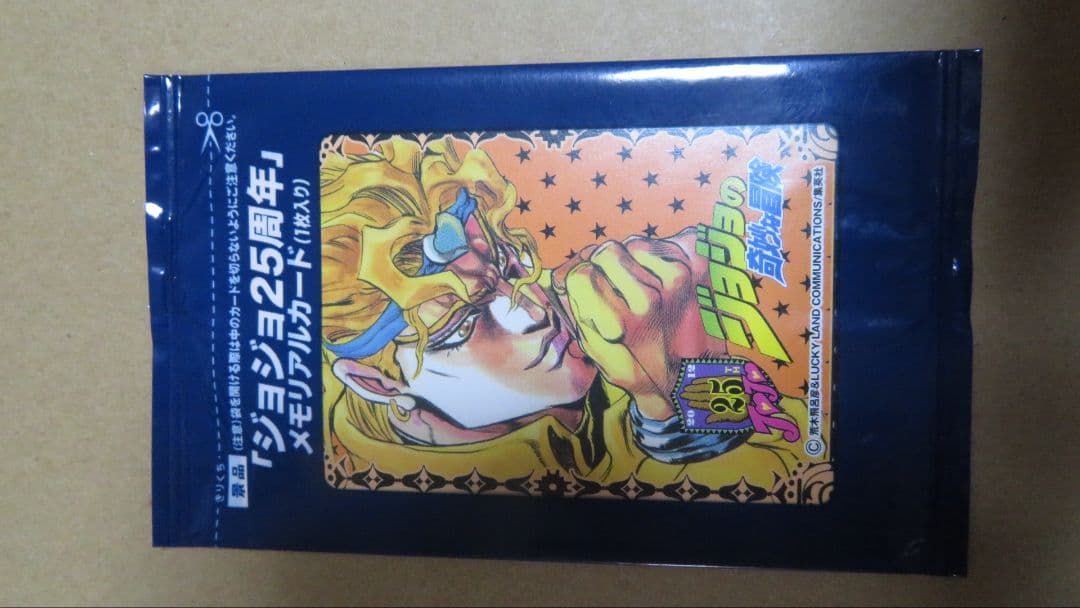 きりくち
景品 (注意)袋を開ける際は中のカードを切らないようにご注意ください。
「ジョジョ25周年」
メモリアルカード(1枚入り)
ジョジョの
奇妙な冒険
2012
25TH
JOJO
©荒木飛呂彦&LUCKY LAND COMMUNICATIONS/集英社